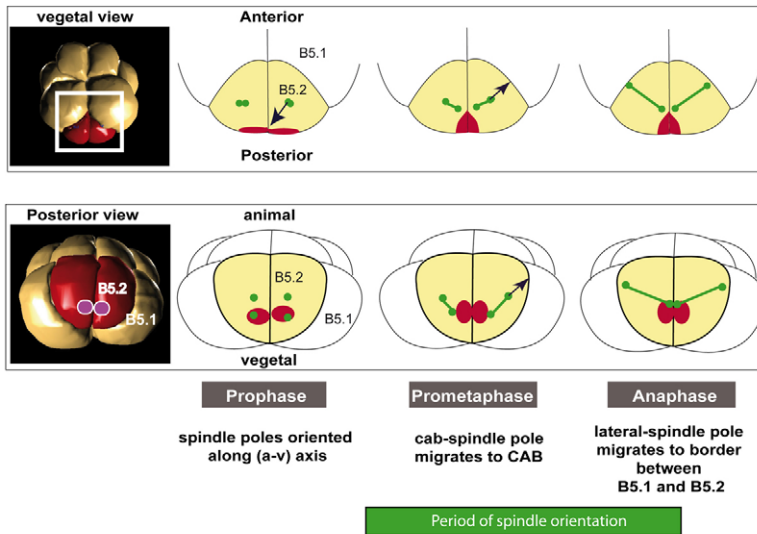 vegetal view
Anterior
B5.1
B5.2
Posterior
Posterior view
animal
B5.2
B5.1
B5.2
B5.1
vegetal
Prophase
Prometaphase
Anaphase
spindle poles oriented
along (a-v) axis
cab-spindle pole
migrates to CAB
lateral-spindle pole
migrates to border
between
B5.1 and B5.2
Period of spindle orientation